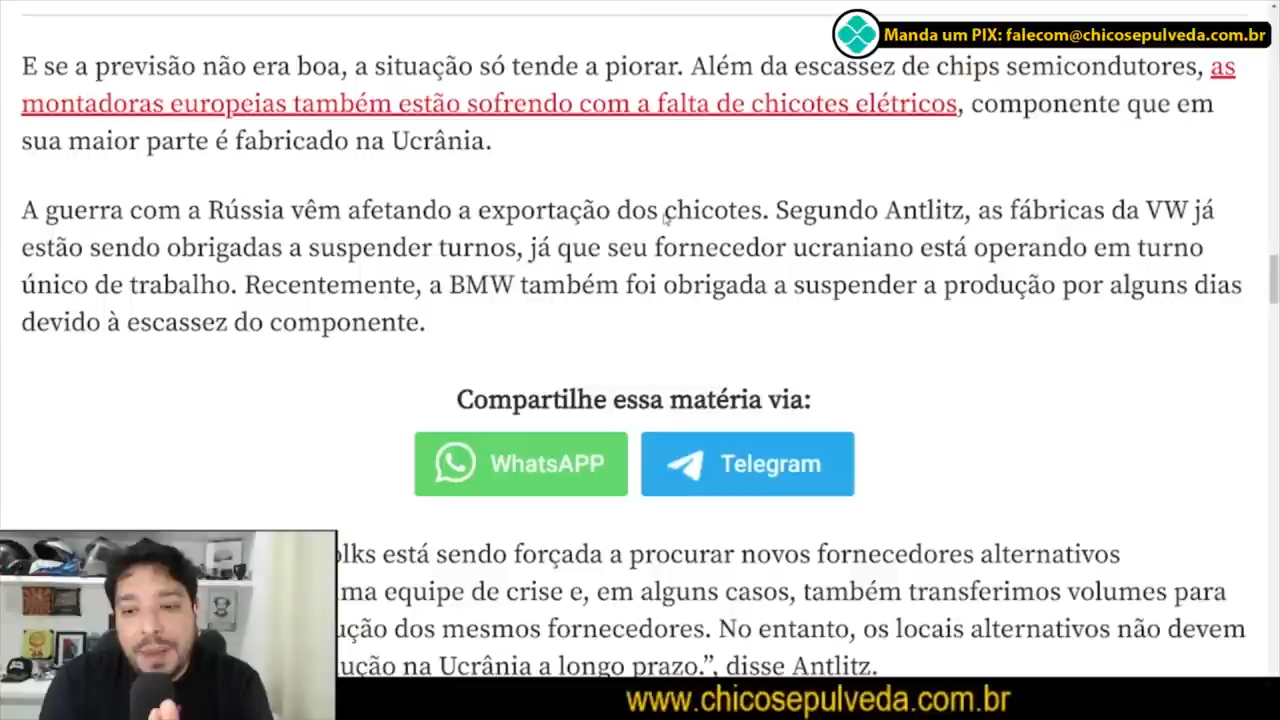 Manda um PIX: falecom@chicosepulveda.com.br
E se a previsão não era boa, a situação só tende a piorar. Além da escassez de chips semicondutores, as
montadoras europeias também estão sofrendo com a falta de chicotes elétricos, componente que em
sua maior parte é fabricado na Ucrânia.
A guerra com a Rússia vêm afetando a exportação dos chicotes. Segundo Antlitz, as fábricas da VW já
estão sendo obrigadas a suspender turnos, já que seu fornecedor ucraniano está operando em turno
único de trabalho. Recentemente, a BMW também foi obrigada a suspender a produção por alguns dias
devido à escassez do componente.
Compartilhe essa matéria via:
WhatsAPP
Telegram
olks está sendo forçada a procurar novos fornecedores alternativos
ma equipe de crise e, em alguns casos, também transferimos volumes para
ução dos mesmos fornecedores. No entanto, os locais alternativos não devem
ução na Ucrânia a longo prazo.”, disse Antlitz.
www.chicosepulveda.com.br